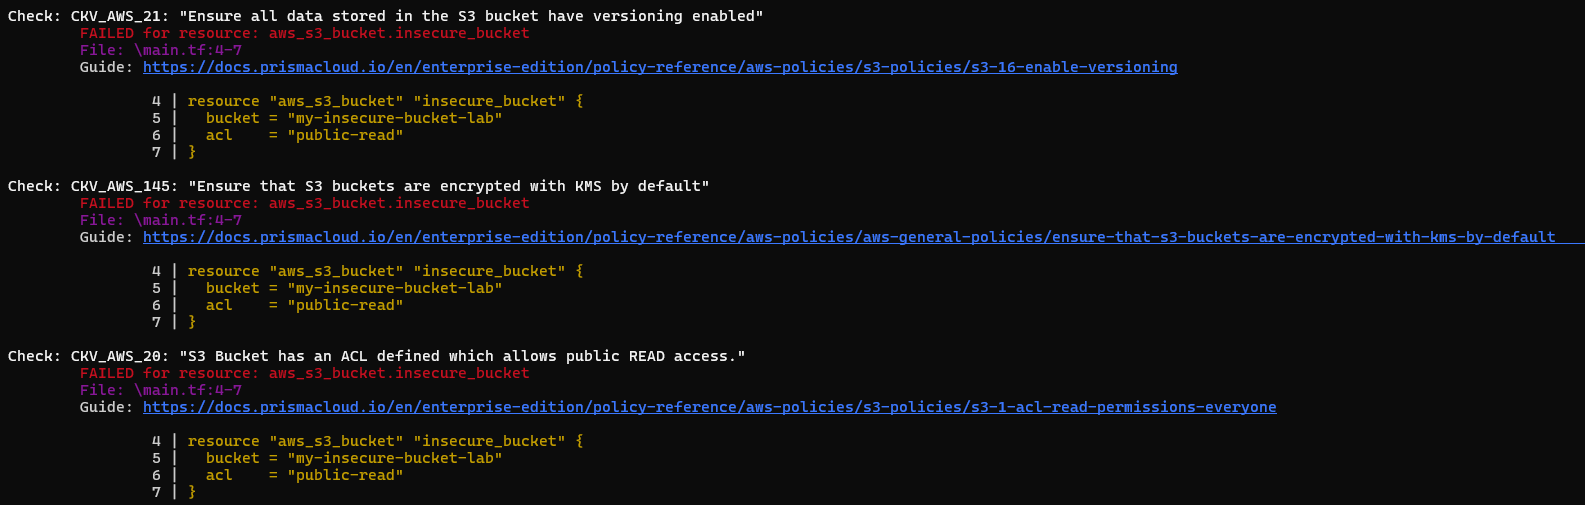 Check: CKV_AWS_21: "Ensure all data stored in the S3 bucket have versioning enabled"
        FAILED for resource: aws_s3_bucket.insecure_bucket
        File: \main.tf:4-7
        Guide: https://docs.prismacloud.io/en/enterprise-edition/policy-reference/aws-policies/s3-policies/s3-16-enable-versioning

                4 | resource "aws_s3_bucket" "insecure_bucket" {
                5 |   bucket = "my-insecure-bucket-lab"
                6 |   acl    = "public-read"
                7 | }

Check: CKV_AWS_145: "Ensure that S3 buckets are encrypted with KMS by default"
        FAILED for resource: aws_s3_bucket.insecure_bucket
        File: \main.tf:4-7
        Guide: https://docs.prismacloud.io/en/enterprise-edition/policy-reference/aws-policies/aws-general-policies/ensure-that-s3-buckets-are-encrypted-with-kms-by-default

                4 | resource "aws_s3_bucket" "insecure_bucket" {
                5 |   bucket = "my-insecure-bucket-lab"
                6 |   acl    = "public-read"
                7 | }

Check: CKV_AWS_20: "S3 Bucket has an ACL defined which allows public READ access."
        FAILED for resource: aws_s3_bucket.insecure_bucket
        File: \main.tf:4-7
        Guide: https://docs.prismacloud.io/en/enterprise-edition/policy-reference/aws-policies/s3-policies/s3-1-acl-read-permissions-everyone

                4 | resource "aws_s3_bucket" "insecure_bucket" {
                5 |   bucket = "my-insecure-bucket-lab"
                6 |   acl    = "public-read"
                7 | }